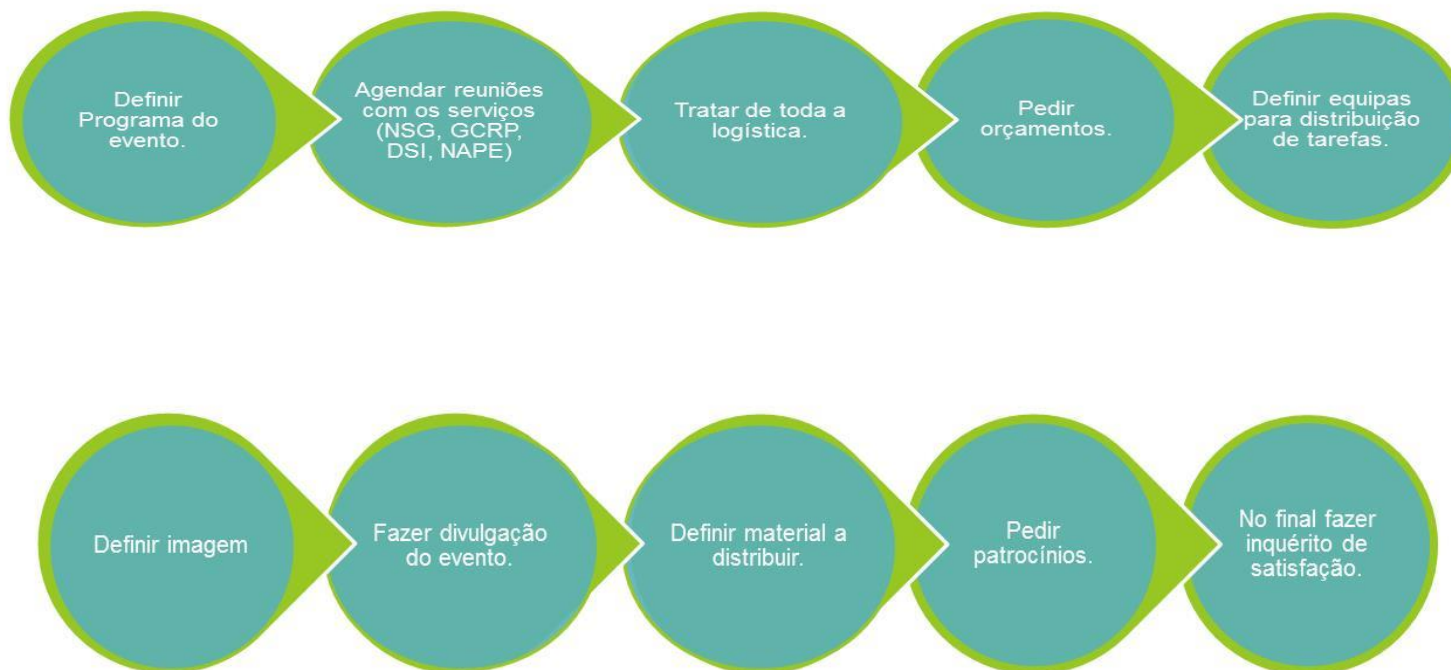 Definir
Programa do
evento.
Agendar reuniões
com os serviços
(NSG, GCRP,
DSI, NAPE)
Tratar de toda a
logística.
Pedir
orçamentos.
Definir equipas
para distribuição
de tarefas.
Definir imagem
Fazer divulgação
do evento.
Definir material a
distribuir.
Pedir
patrocínios.
No final fazer
inquérito de
satisfação.